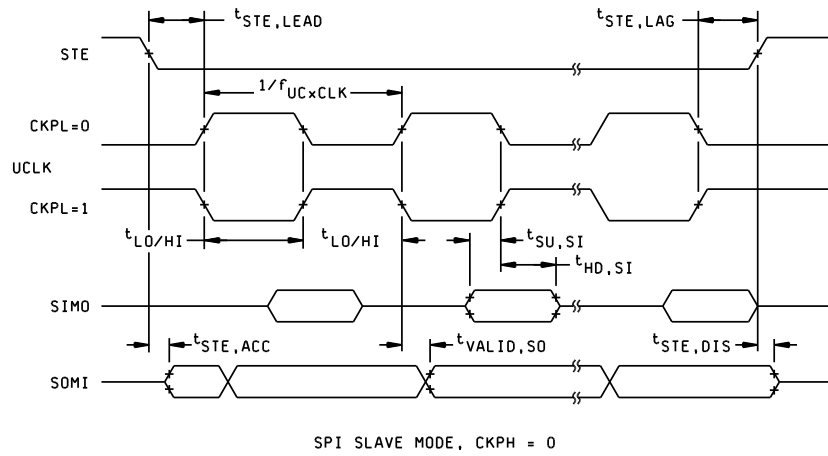 tSTE,LEAD
tSTE,LAG
STE
1/fUCxCLK
CKPL=0
UCLK
CKPL=1
tLO/HI
tLO/HI
tSU,SI
tHD,SI
SIMO
tSTE,ACC
tVALID,SO
tSTE,DIS
SOMI
SPI SLAVE MODE, CKPH = 0